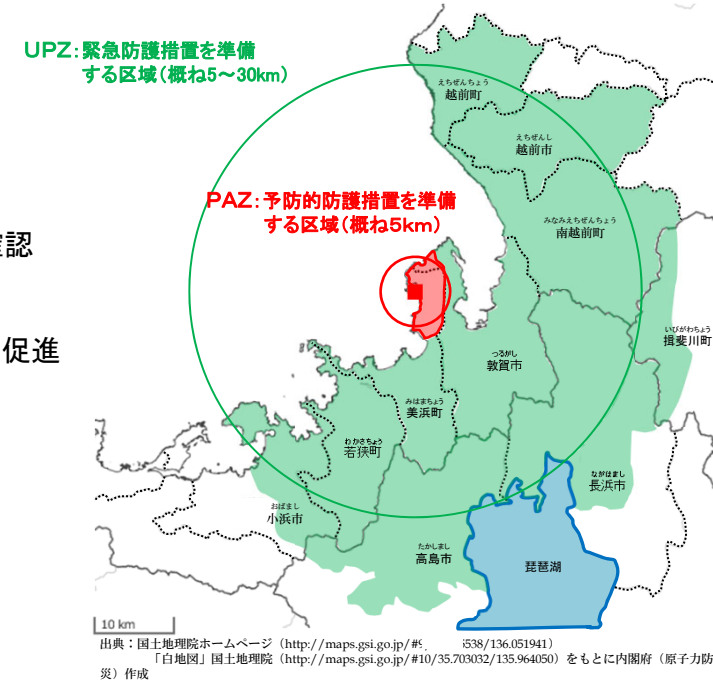 UPZ：緊急防護措置を準備
する区域（概ね5～30km）
えちぜんちょう
越前町
えちぜんし
越前市
PAZ：予防的防護措置を準備
する区域（概ね5km）
みなみえちぜんちょう
南越前町
確認
促進
いびがわちょう
揖斐川町
つるがし
敦賀市
みはまちょう
美浜町
わかさちょう
若狭町
ながはまし
長浜市
おばまし
小浜市
たかしまし
高島市
琵琶湖
10 km
出典：国土地理院ホームページ（http://maps.gsi.go.jp/#9 5538/136.051941）
「白地図」国土地理院（http://maps.gsi.go.jp/#10/35.703032/135.964050）をもとに内閣府（原子力防
災）作成